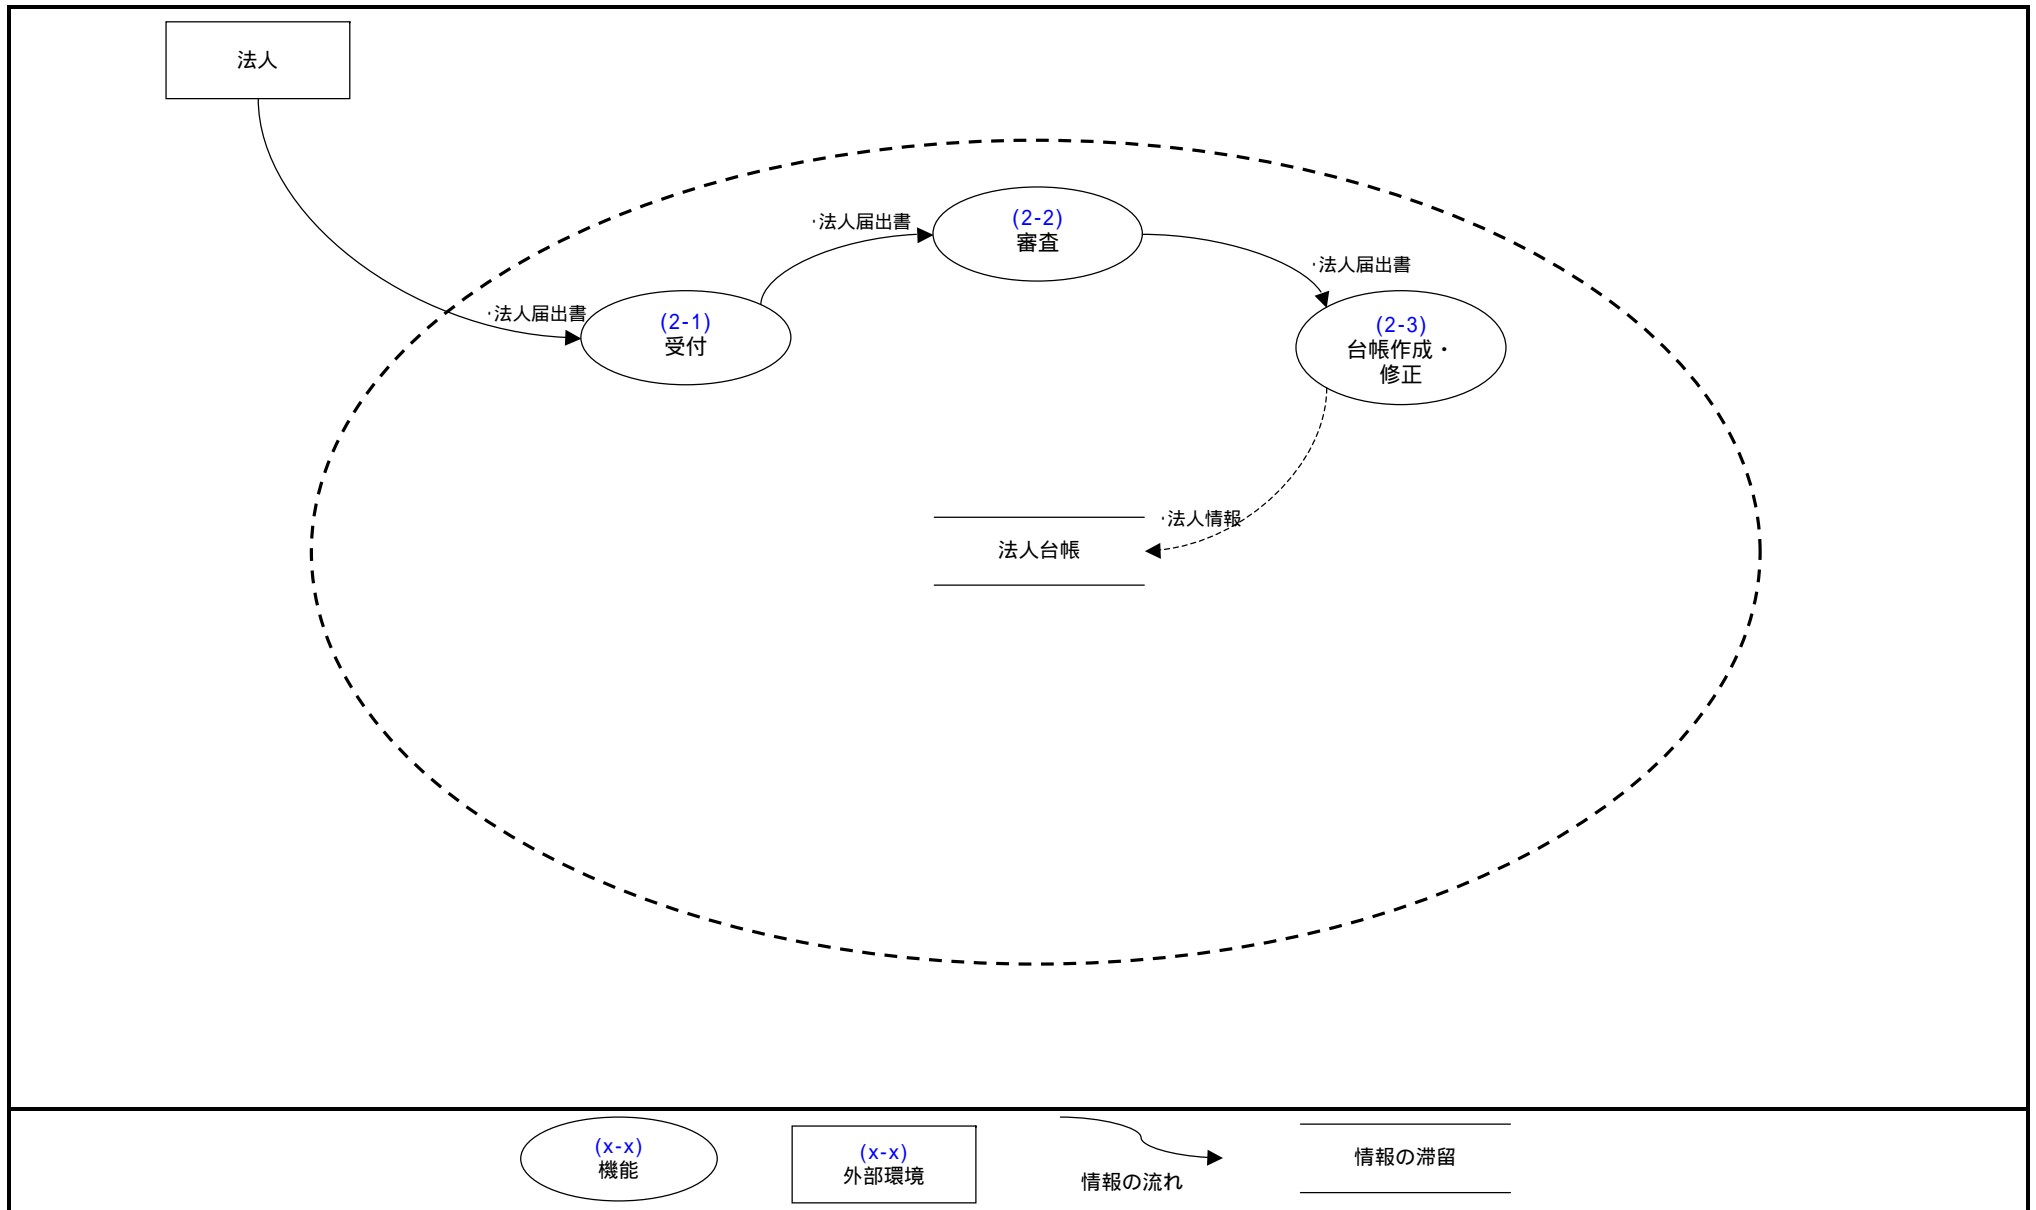 法人
・法人届出書
(2-2)
審査
・法人届出書
・法人届出書
(2-1)
受付
(2-3)
台帳作成・
修正
・法人情報
法人台帳
(x-x)
機能
(x-x)
外部環境
情報の流れ
情報の滞留